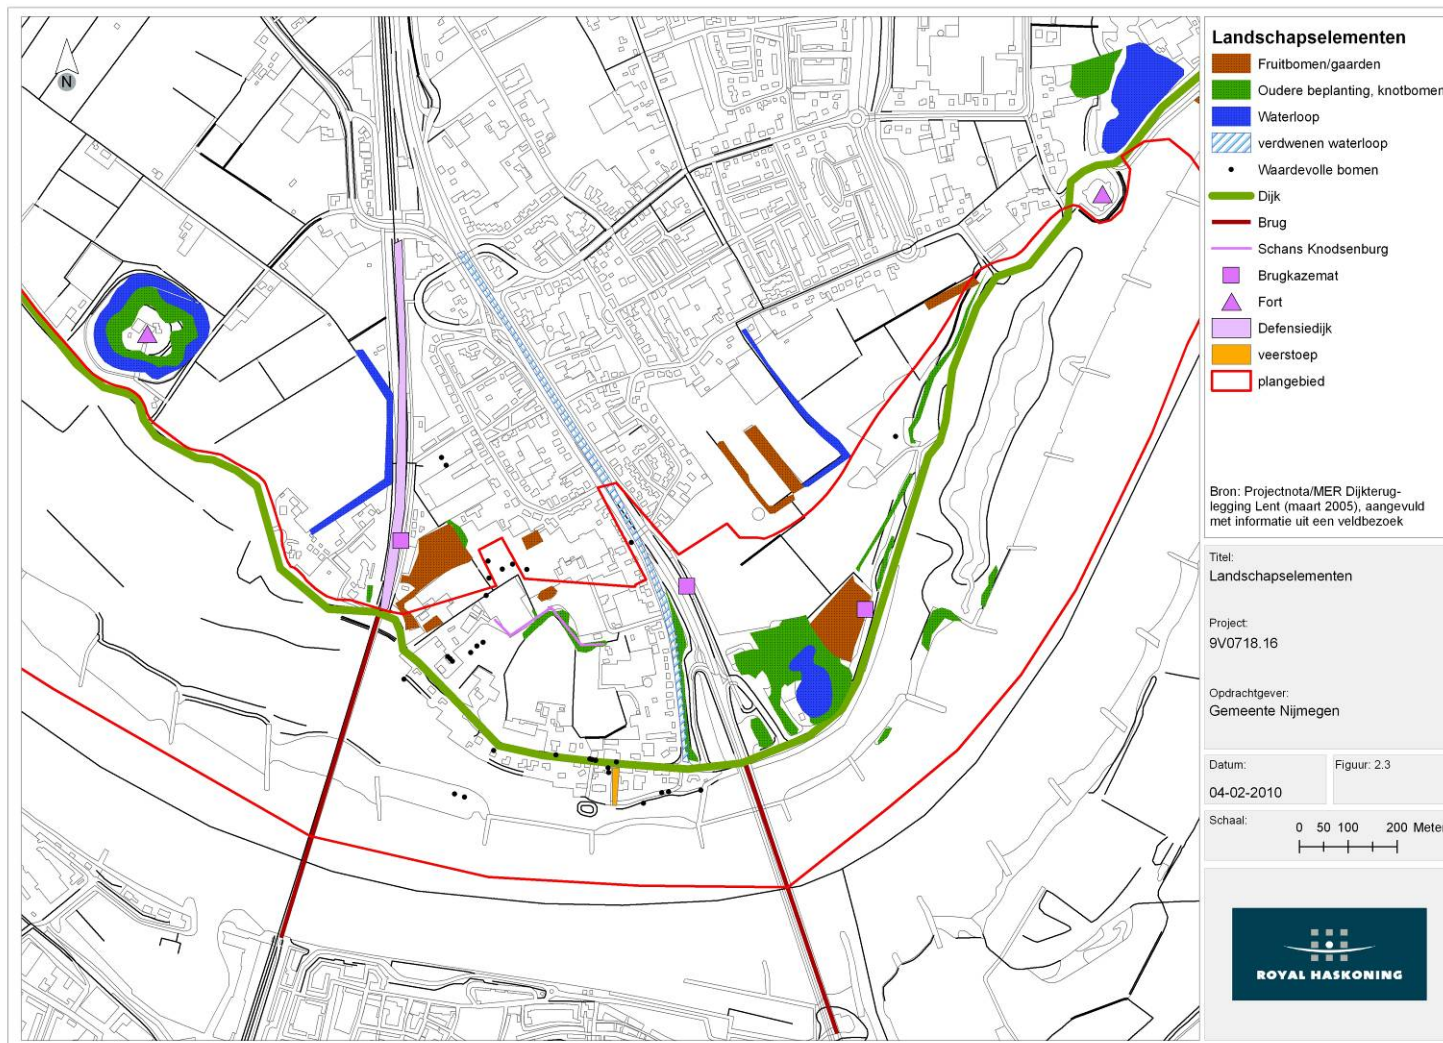 N
Landschapselementen
Fruitbomen/gaarden
Oudere beplanting, knotbomen
Waterloop
verdwenen waterloop
Waardevolle bomen
Dijk
Brug
Schans Knodsenburg
Brugkazemat
Fort
Defensiedijk
veerstoep
plangebied
Bron: Projectnota/MER Dijkterug-
legging Lent (maart 2005), aangevuld
met informatie uit een veldbezoek
Titel:
Landschapselementen
Project:
9V0718.16
Opdrachtgever:
Gemeente Nijmegen
Datum:
04-02-2010
Figuur: 2.3
Schaal:
0 50 100 200 Meter
ROYAL HASKONING